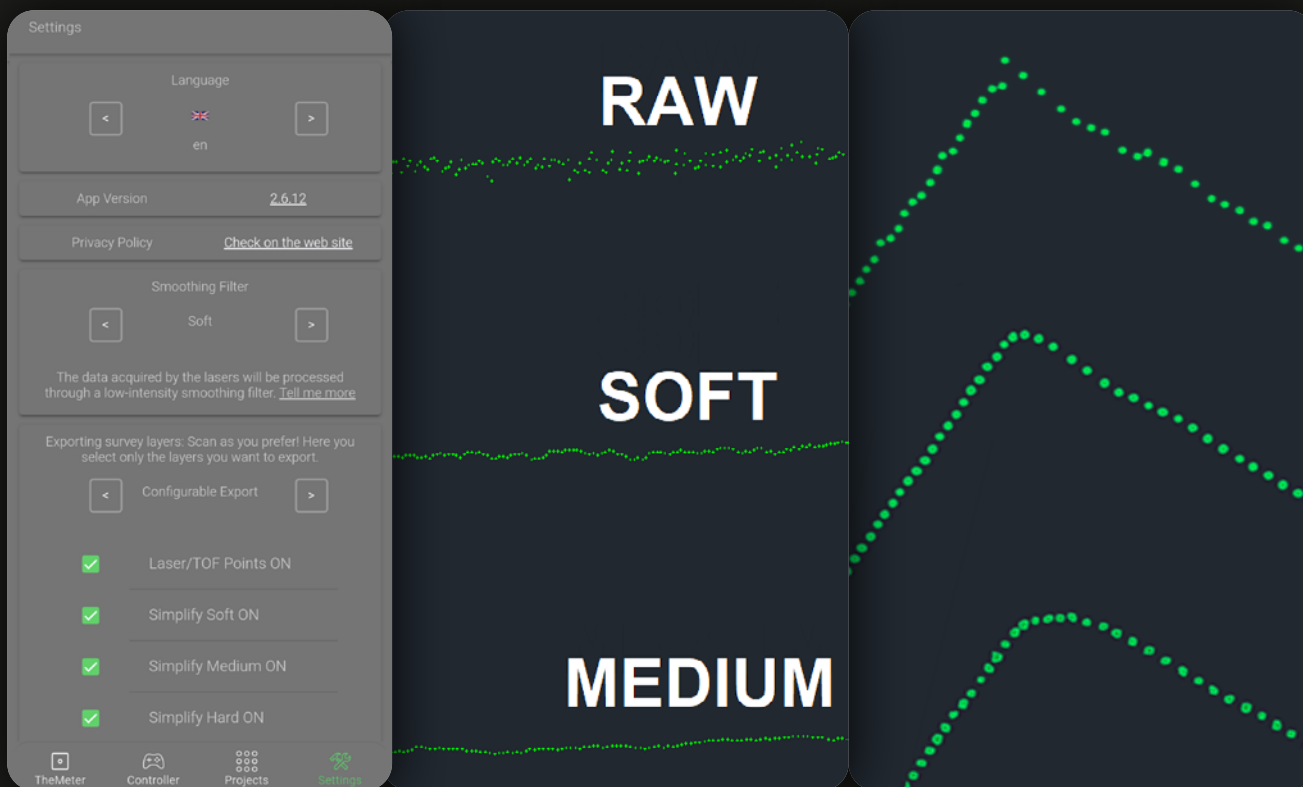 Settings
Language
<
>
en
App Version 2.6.12
Privacy Policy Check on the web site
Smoothing Filter
< Soft >
The data acquired by the lasers will be processed
through a low-intensity smoothing filter. Tell me more
Exporting survey layers: Scan as you prefer! Here you
select only the layers you want to export.
< Configurable Export >
Laser/TOF Points ON
Simplify Soft ON
Simplify Medium ON
Simplify Hard ON
TheMeter Controller Projects Settings
RAW
SOFT
MEDIUM